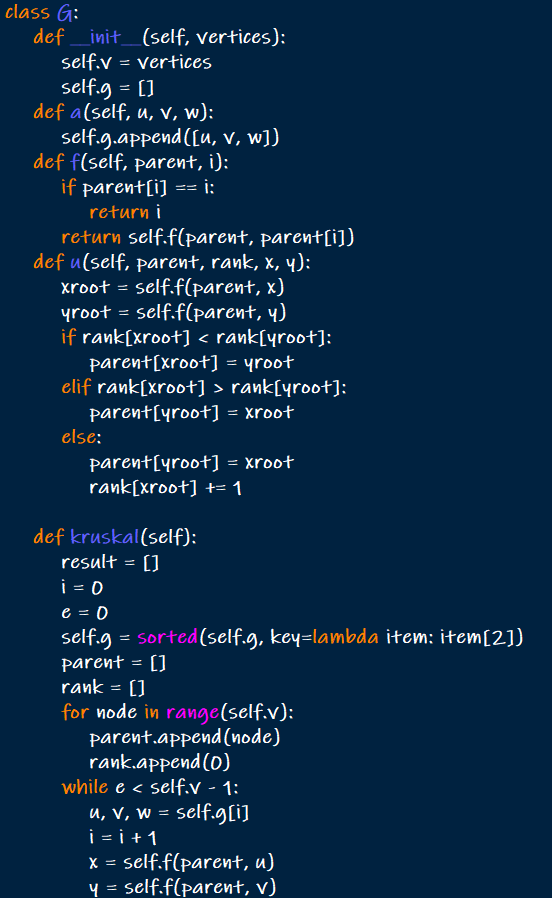 class G:
    def __init__(self, vertices):
        self.v = vertices
        self.g = []
    def a(self, u, v, w):
        self.g.append([u, v, w])
    def f(self, parent, i):
        if parent[i] == i:
            return i
        return self.f(parent, parent[i])
    def u(self, parent, rank, x, y):
        xroot = self.f(parent, x)
        yroot = self.f(parent, y)
        if rank[xroot] < rank[yroot]:
            parent[xroot] = yroot
        elif rank[xroot] > rank[yroot]:
            parent[yroot] = xroot
        else:
            parent[yroot] = xroot
            rank[xroot] += 1

    def kruskal(self):
        result = []
        i = 0
        e = 0
        self.g = sorted(self.g, key=lambda item: item[2])
        parent = []
        rank = []
        for node in range(self.v):
            parent.append(node)
            rank.append(0)
        while e < self.v - 1:
            u, v, w = self.g[i]
            i = i + 1
            x = self.f(parent, u)
            y = self.f(parent, v)